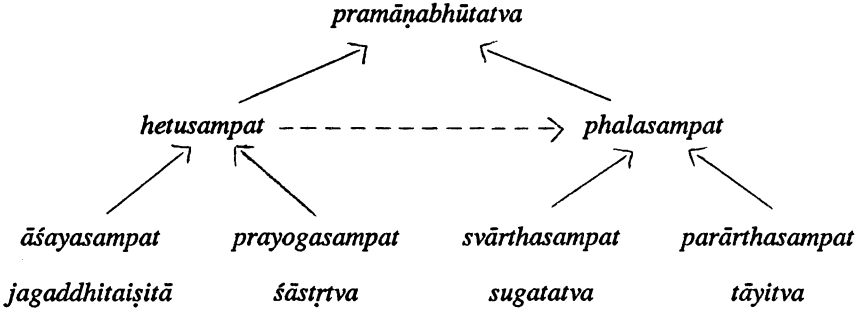 pramāṇabhūtatva
hetusampat phalasampat
āśayasampat prayogasampat svārthasampat parārthasampat
jagaddhitaiṣitā śāstṛtva sugatatva tāyitva